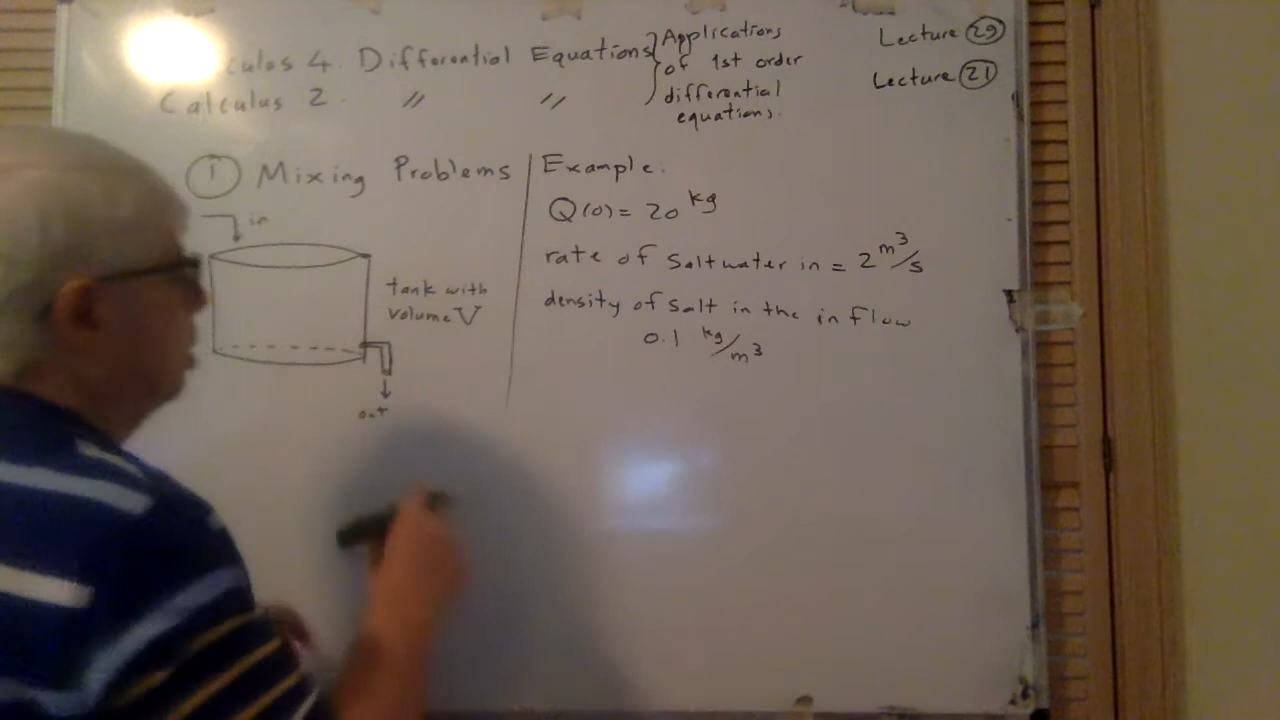 culus 4. Differential Equations } Applications of 1st order differential equations.
Lecture 29
Calculus 2. " "
Lecture 21
① Mixing Problems
in
tank with
volume V
out
Example:
Q(0) = 20 kg
rate of Saltwater in = 2 m³/s
density of Salt in the in flow
0.1 kg/m³